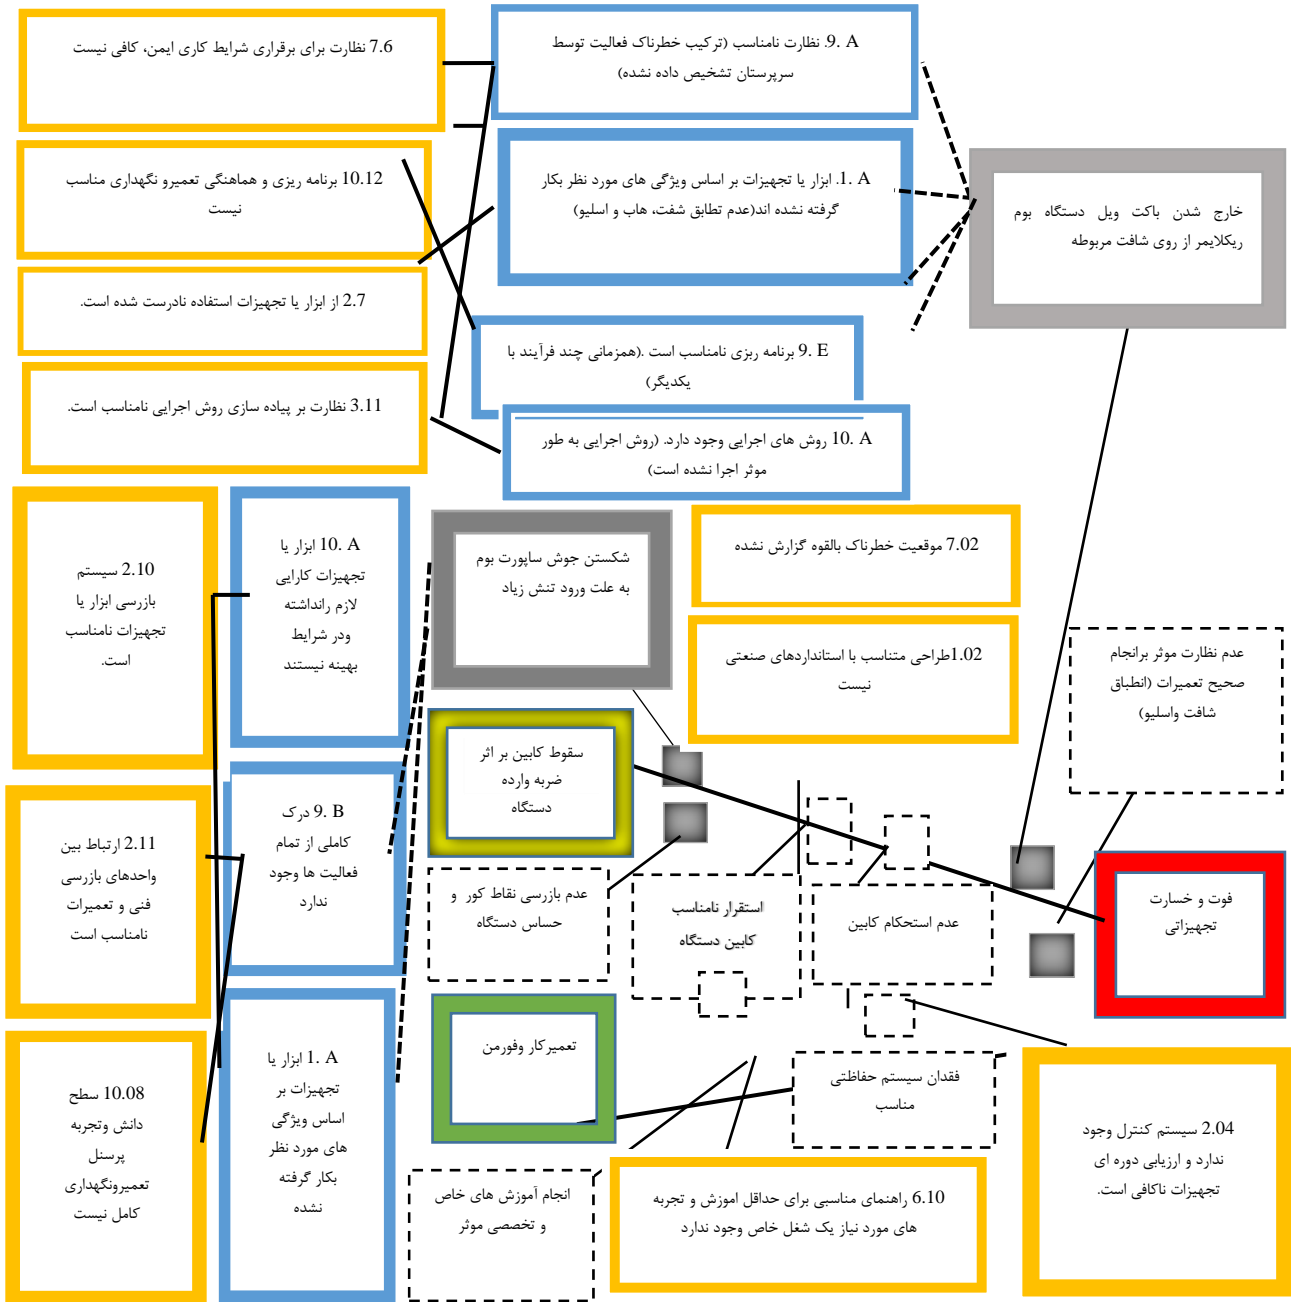 7.6 نظارت برای برقراری شرایط کاری ایمن، کافی نیست
9. A. نظارت نامناسب (ترکیب خطرناک فعالیت توسط
سرپرستان تشخیص داده نشده)
10.12 برنامه ریزی و هماهنگی تعمیرو نگهداری مناسب
نیست
1. A. ابزار یا تجهیزات بر اساس ویژگی های مورد نظر بکار
گرفته نشده اند(عدم تطابق شفت، هاب و اسلیو)
خارج شدن باکت ویل دستگاه بوم
ریکلایمر از روی شافت مربوطه
2.7 از ابزار یا تجهیزات استفاده نادرست شده است.
9. E برنامه ریزی نامناسب است .(همزمانی چند فرآیند با
یکدیگر)
3.11 نظارت بر پیاده سازی روش اجرایی نامناسب است.
10. A روش های اجرایی وجود دارد. (روش اجرایی به طور
موثر اجرا نشده است)
2.10 سیستم
بازرسی ابزار یا
تجهیزات نامناسب
است.
10. A ابزار یا
تجهیزات کارایی
لازم رانداشته
ودر شرایط
بهینه نیستند
شکستن جوش ساپورت بوم
به علت ورود تنش زیاد
7.02 موقعیت خطرناک بالقوه گزارش نشده
1.02طراحی متناسب با استانداردهای صنعتی
نیست
عدم نظارت موثر برانجام
صحیح تعمیرات (انطباق
شافت واسلیو)
سقوط کابین بر اثر
ضربه وارده
دستگاه
2.11 ارتباط بین
واحدهای بازرسی
فنی و تعمیرات
نامناسب است
9. B درک
کاملی از تمام
فعالیت ها وجود
ندارد
عدم بازرسی نقاط کور و
حساس دستگاه
استقرار نامناسب
کابین دستگاه
عدم استحکام کابین
فوت و خسارت
تجهیزاتی
10.08 سطح
دانش وتجربه
پرسنل
تعمیرونگهداری
کامل نیست
1. A ابزار یا
تجهیزات بر
اساس ویژگی
های مورد نظر
بکار گرفته
نشده
تعمیرکار وفورمن
فقدان سیستم حفاظتی
مناسب
2.04 سیستم کنترل وجود
ندارد و ارزیابی دوره ای
تجهیزات ناکافی است.
انجام آموزش های خاص
و تخصصی موثر
6.10 راهنمای مناسبی برای حداقل اموزش و تجربه
های مورد نیاز یک شغل خاص وجود ندارد